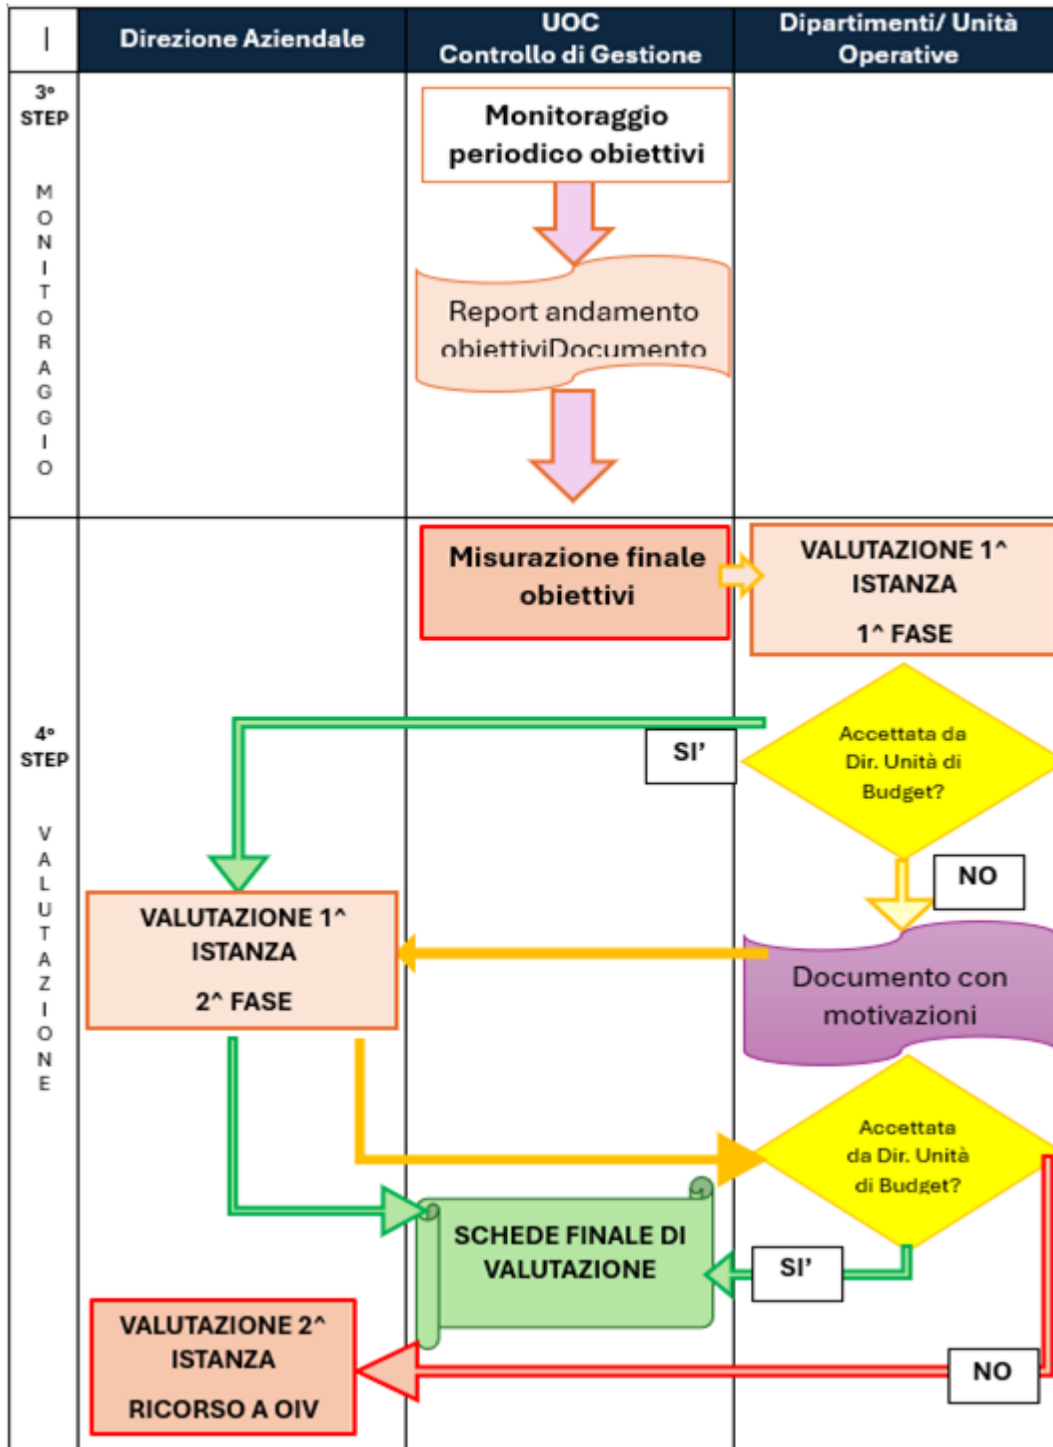 |
Direzione Aziendale
UOC
Controllo di Gestione
Dipartimenti/ Unità
Operative
3°
STEP
M
O
N
I
T
O
R
A
G
G
I
O
Monitoraggio
periodico obiettivi
Report andamento
obiettiviDocumento
4°
STEP
V
A
L
U
T
A
Z
I
O
N
E
Misurazione finale
obiettivi
VALUTAZIONE 1^
ISTANZA
1^ FASE
Accettata da
Dir. Unità di
Budget?
SI’
NO
VALUTAZIONE 1^
ISTANZA
2^ FASE
Documento con
motivazioni
Accettata
da Dir. Unità
di Budget?
SCHEDE FINALE DI
VALUTAZIONE
SI’
VALUTAZIONE 2^
ISTANZA
RICORSO A OIV
NO